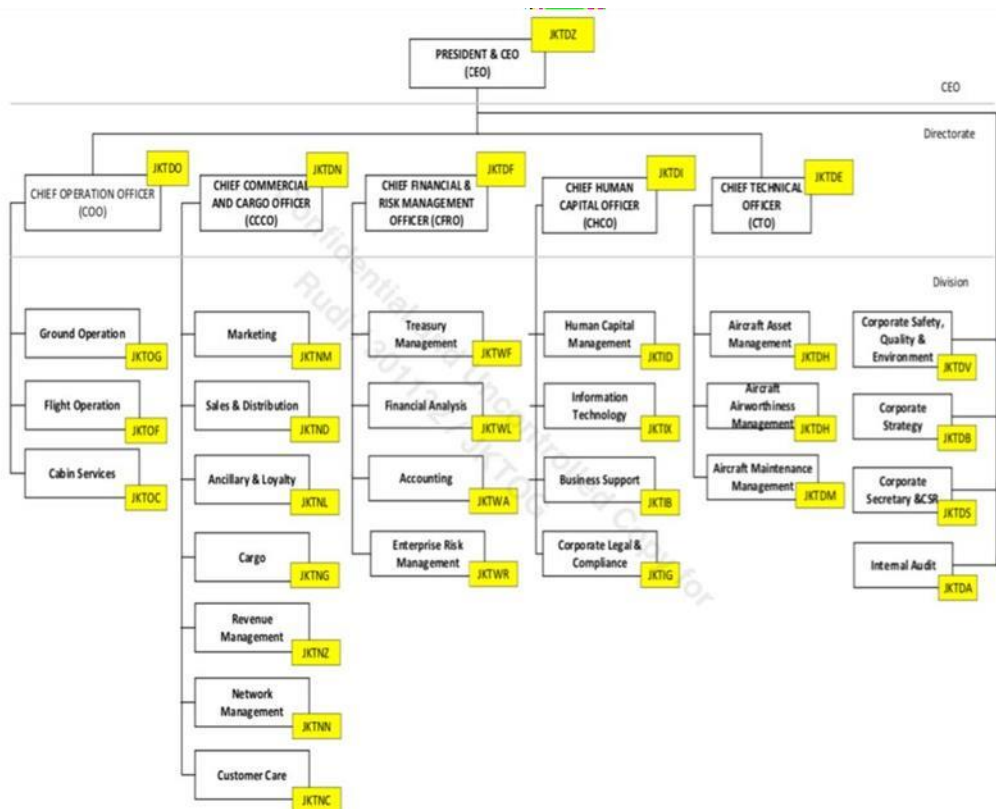 JKTDZ
PRESIDENT & CEO
(CEO)
CEO
Directorate
JKTDO
CHIEF OPERATION OFFICER
(COO)
JKTDN
CHIEF COMMERCIAL
AND CARGO OFFICER
(CCCO)
JKTDF
CHIEF FINANCIAL &
RISK MANAGEMENT
OFFICER (CFRO)
JKTDI
CHIEF HUMAN
CAPITAL OFFICER
(CHCO)
JKTDE
CHIEF TECHNICAL
OFFICER
(CTO)
Division
Ground Operation
JKTOG
Flight Operation
JKTOF
Cabin Services
JKTOC
Marketing
JKTNM
Sales & Distribution
JKTND
Ancillary & Loyalty
JKTNL
Cargo
JKTNG
Revenue
Management
JKTNZ
Network
Management
JKTNN
Customer Care
JKTNC
Treasury
Management
JKTWF
Financial Analysis
JKTWL
Accounting
JKTWA
Enterprise Risk
Management
JKTWR
Human Capital
Management
JKTID
Information
Technology
JKTIX
Business Support
JKTIB
Corporate Legal &
Compliance
JKTIG
Aircraft Asset
Management
JKTDH
Aircraft
Airworthiness
Management
JKTDH
Aircraft Maintenance
Management
JKTDM
Corporate Safety,
Quality &
Environment
JKTDV
Corporate
Strategy
JKTDB
Corporate
Secretary &CSR
JKTDS
Internal Audit
JKTDA
Uncontrolled Copy for
JKTOG